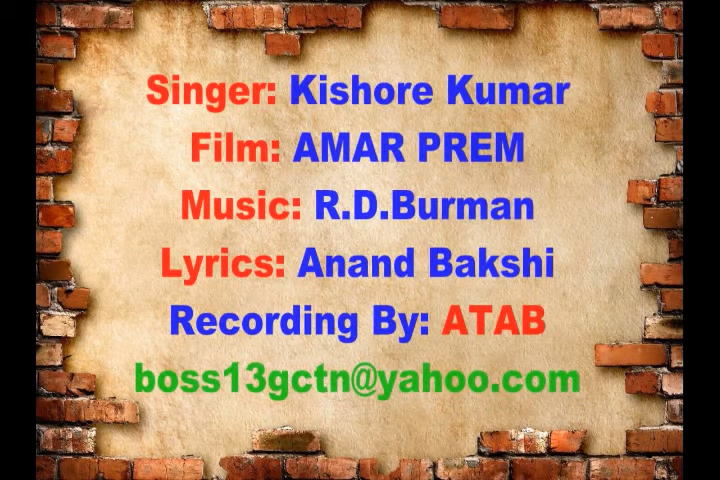 Singer: Kishore Kumar
Film: AMAR PREM
Music: R.D.Burman
Lyrics: Anand Bakshi
Recording By: ATAB
boss13gctn@yahoo.com